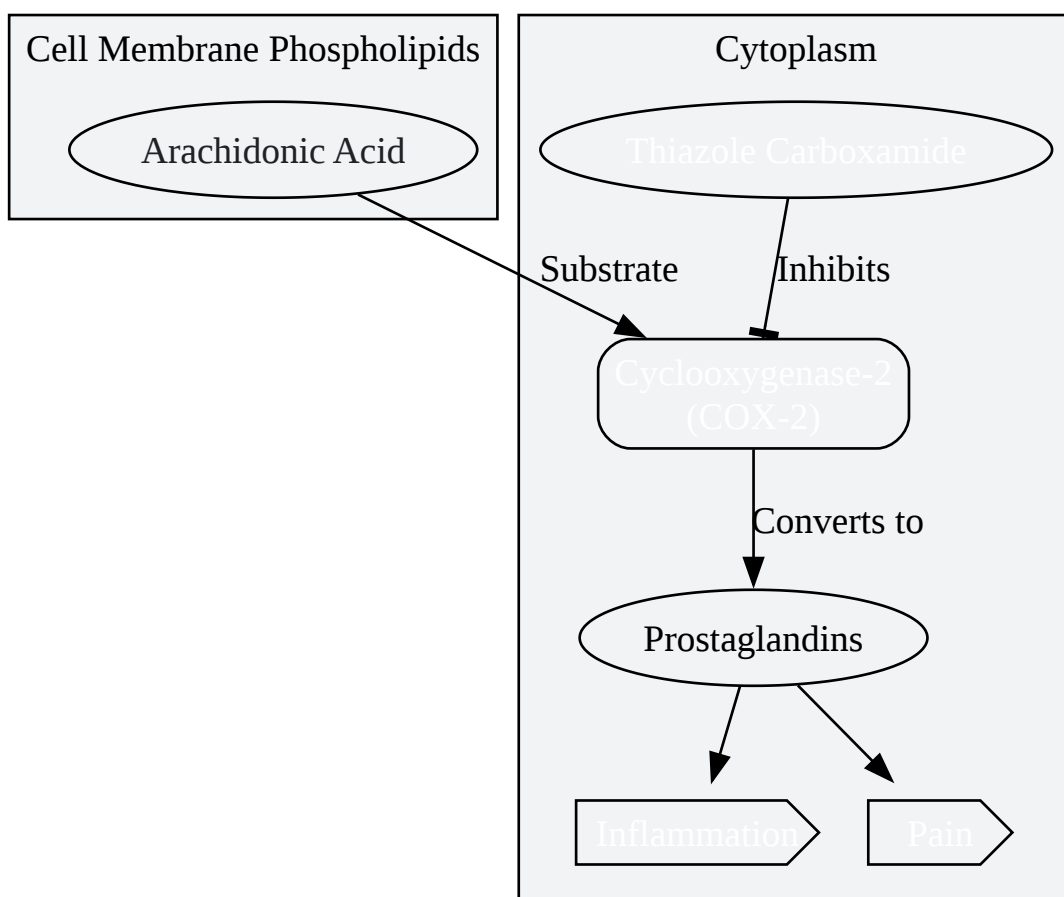 Cell Membrane Phospholipids
Cytoplasm
Arachidonic Acid
Thiazole Carboxamide
Substrate
Inhibits
Cyclooxygenase-2
(COX-2)
Converts to
Prostaglandins
Inflammation
Pain